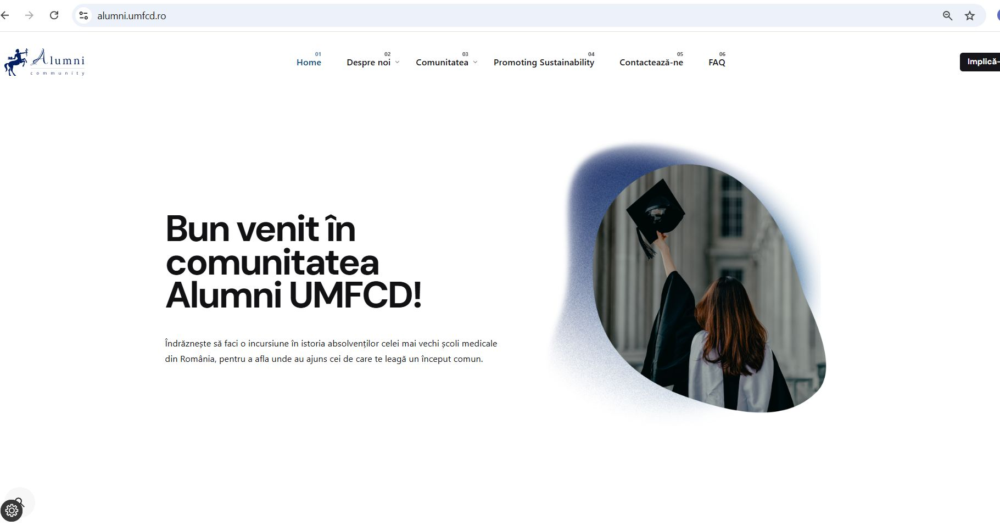 alumni.umfcd.ro
Alumni
community
01
Home
02
Despre noi
03
Comunitatea
04
Promoting Sustainability
05
Contactează-ne
06
FAQ
Implică-
Bun venit în
comunitatea
Alumni UMFCD!
Îndrăznește să faci o incursiune în istoria absolvenților celei mai vechi școli medicale
din România, pentru a afla unde au ajuns cei de care te leagă un început comun.